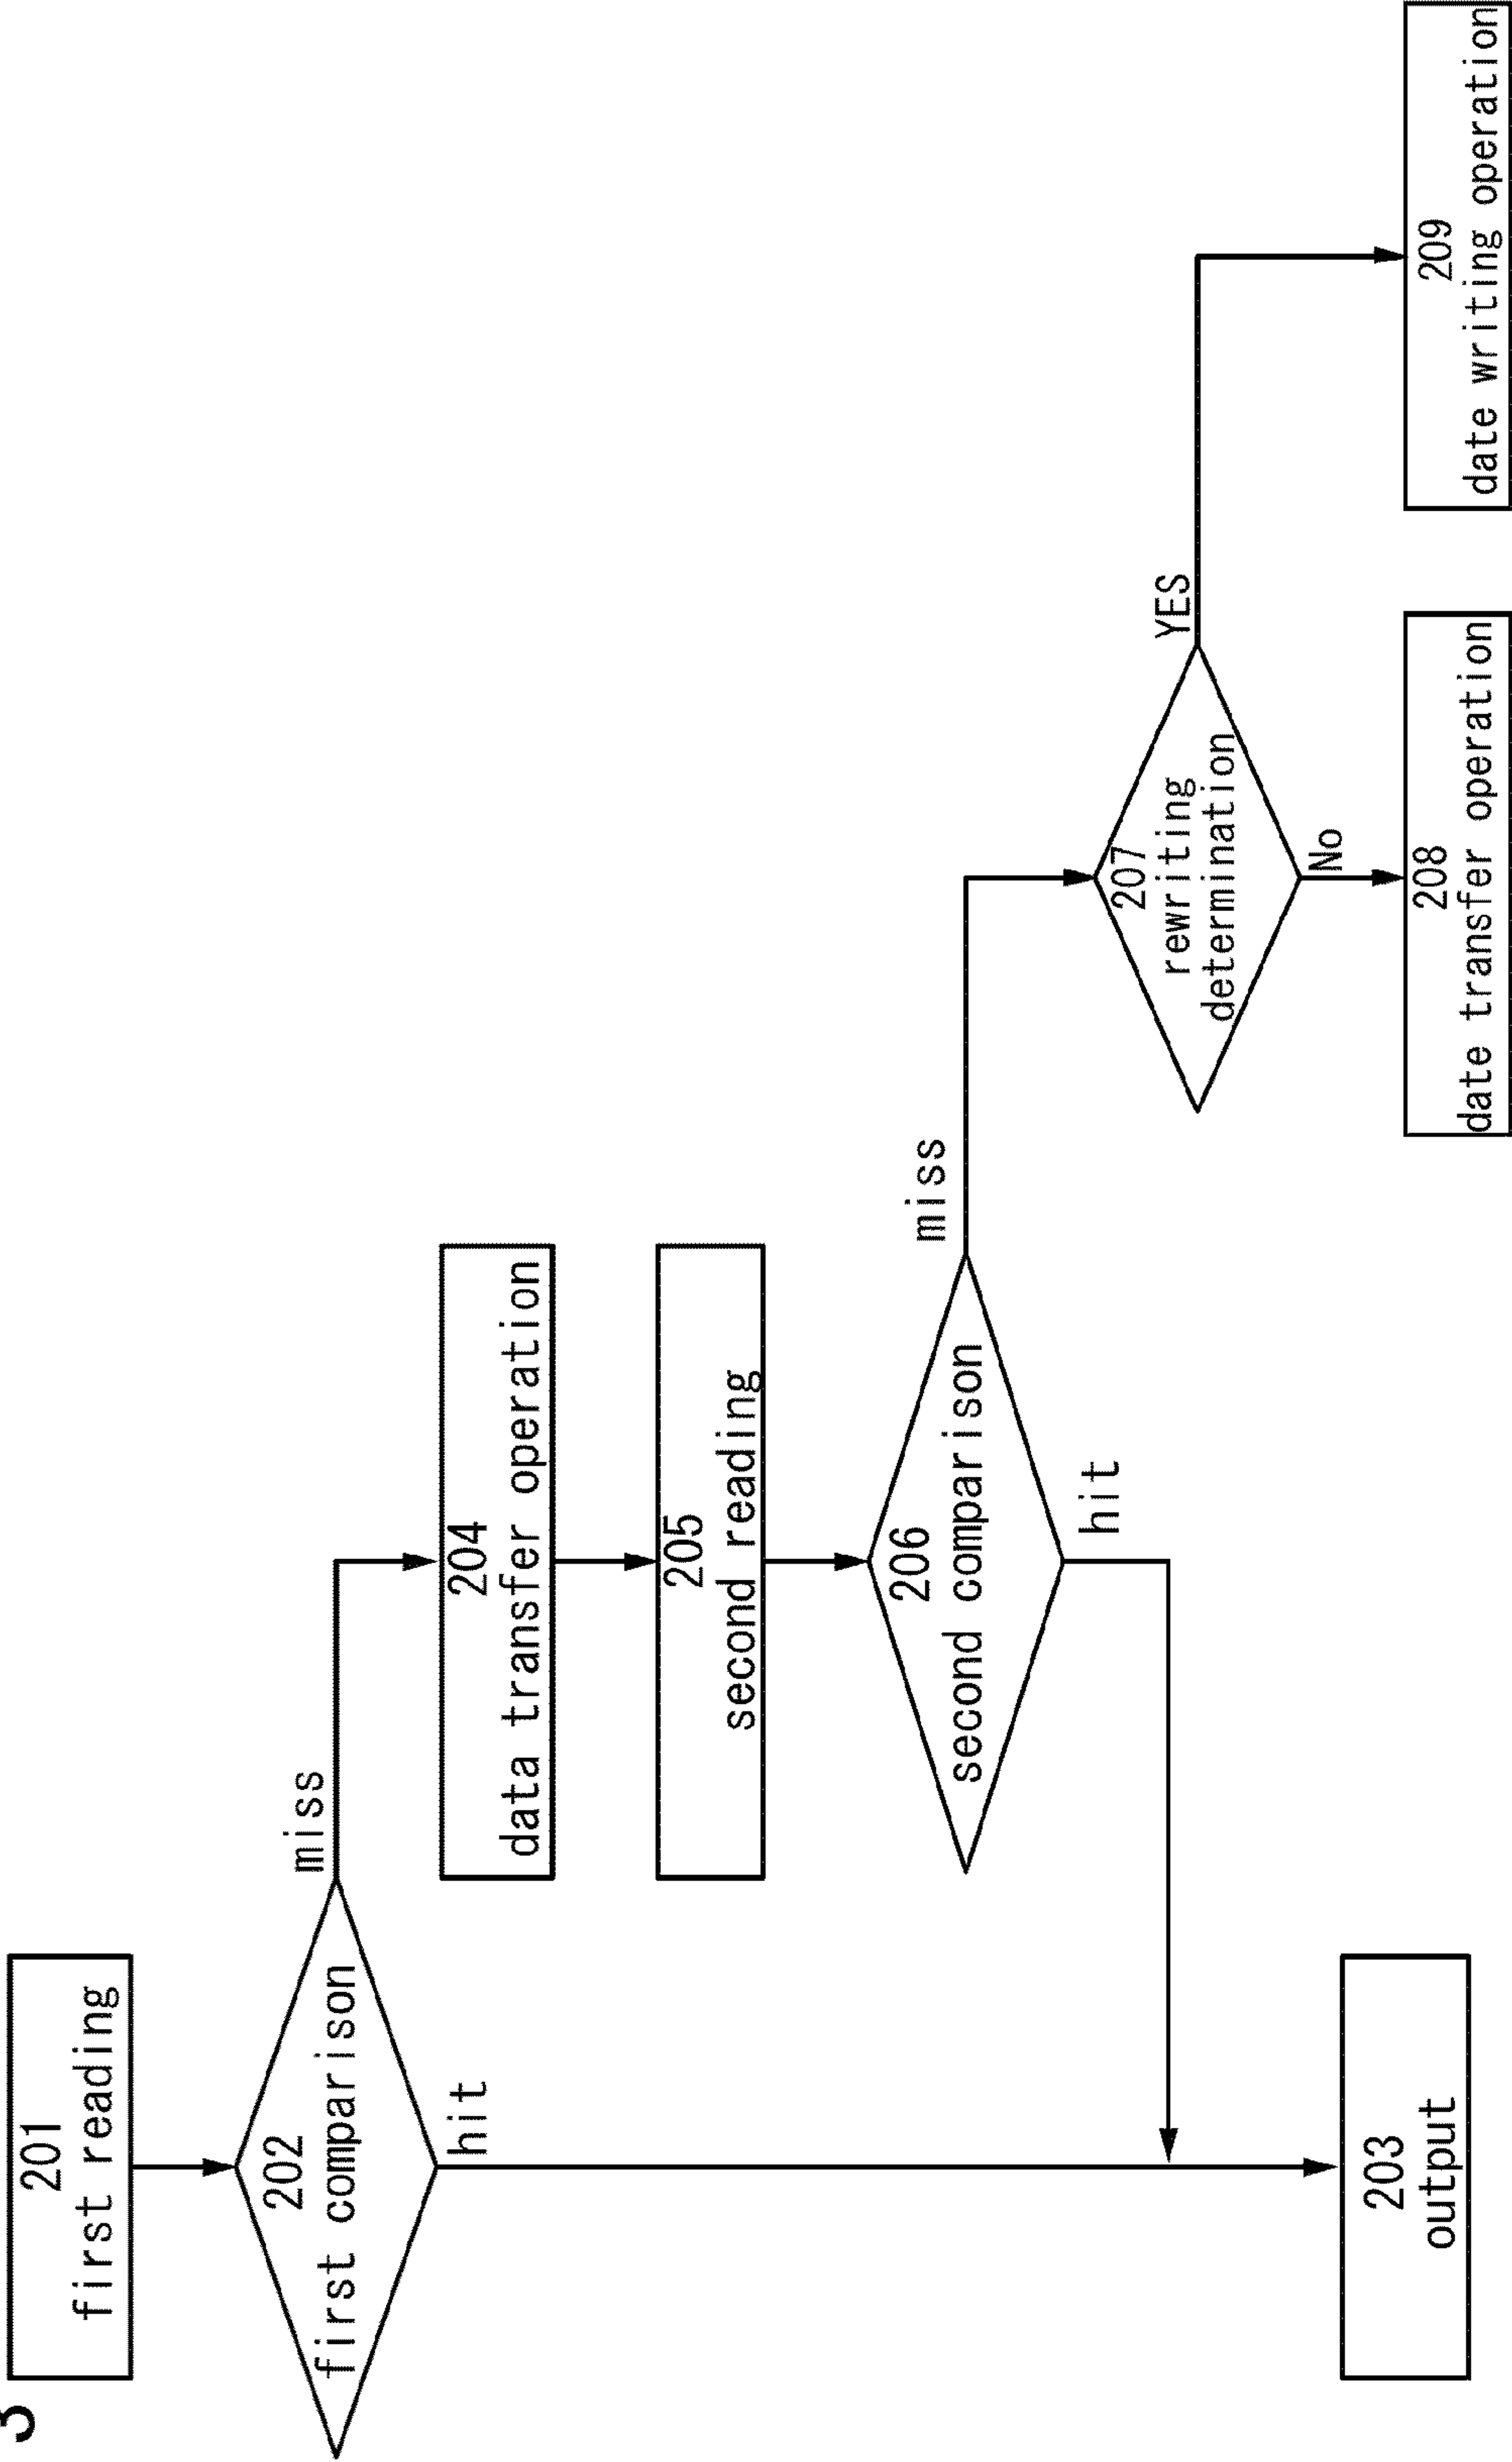 3
201
first reading
202
first comparison
miss
hit
204
data transfer operation
205
second reading
206
second comparison
miss
hit
203
output
207
rewriting
determination
YES
No
208
date transfer operation
209
date writing operation